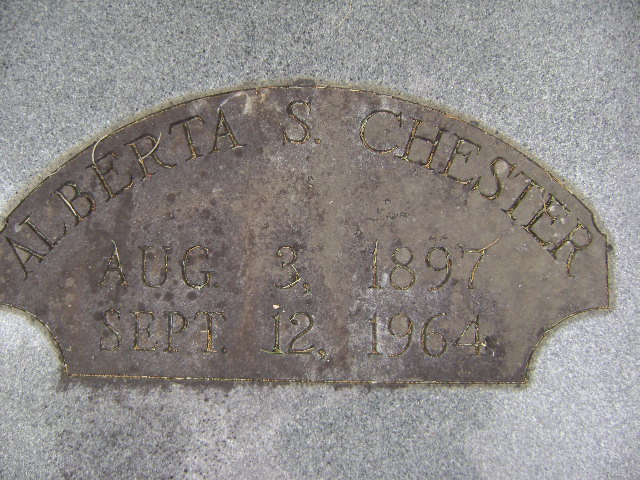 ALBERTA S. CHESTER
AUG 3, 1897
SEPT. 12, 1964